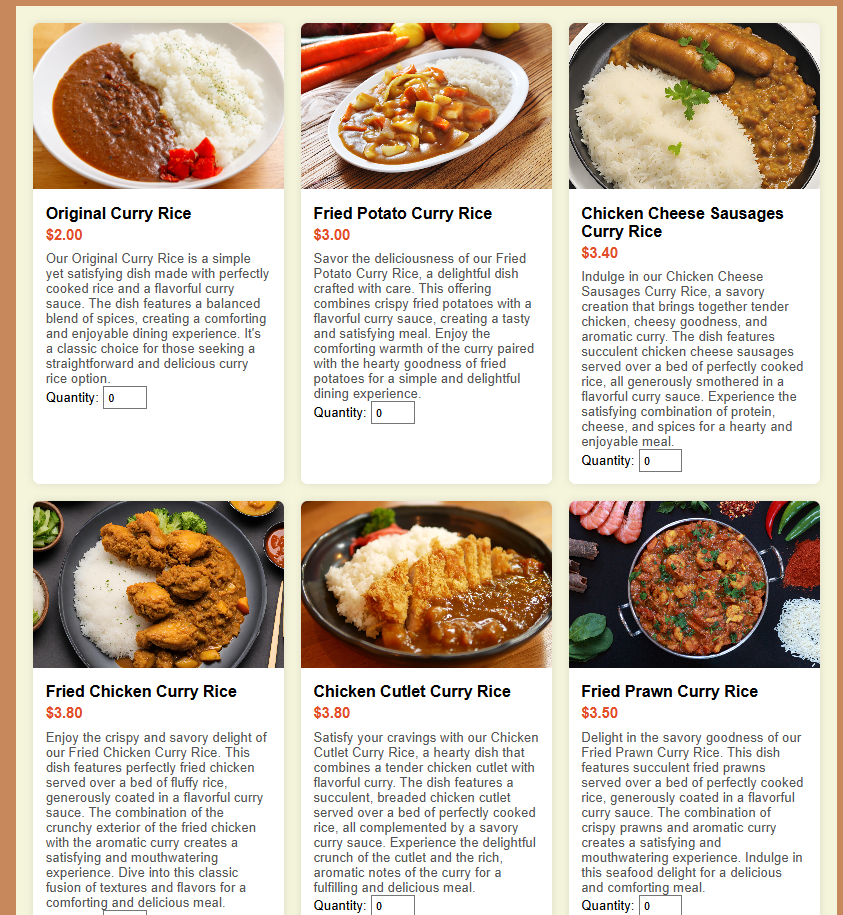 Original Curry Rice
$2.00
Our Original Curry Rice is a simple
yet satisfying dish made with perfectly
cooked rice and a flavorful curry
sauce. The dish features a balanced
blend of spices, creating a comforting
and enjoyable dining experience. It's
a classic choice for those seeking a
straightforward and delicious curry
rice option.
Quantity: 0
Fried Potato Curry Rice
$3.00
Savor the deliciousness of our Fried
Potato Curry Rice, a delightful dish
crafted with care. This offering
combines crispy fried potatoes with a
flavorful curry sauce, creating a tasty
and satisfying meal. Enjoy the
comforting warmth of the curry paired
with the hearty goodness of fried
potatoes for a simple and delightful
dining experience.
Quantity: 0
Chicken Cheese Sausages
Curry Rice
$3.40
Indulge in our Chicken Cheese
Sausages Curry Rice, a savory
creation that brings together tender
chicken, cheesy goodness, and
aromatic curry. The dish features
succulent chicken cheese sausages
served over a bed of perfectly cooked
rice, all generously smothered in a
flavorful curry sauce. Experience the
satisfying combination of protein,
cheese, and spices for a hearty and
enjoyable meal.
Quantity: 0
Fried Chicken Curry Rice
$3.80
Enjoy the crispy and savory delight of
our Fried Chicken Curry Rice. This
dish features perfectly fried chicken
served over a bed of fluffy rice,
generously coated in a flavorful curry
sauce. The combination of the
crunchy exterior of the fried chicken
with the aromatic curry creates a
satisfying and mouthwatering
experience. Dive into this classic
fusion of textures and flavors for a
comforting and delicious meal.
Chicken Cutlet Curry Rice
$3.80
Satisfy your cravings with our Chicken
Cutlet Curry Rice, a hearty dish that
combines a tender chicken cutlet with
flavorful curry. The dish features a
succulent, breaded chicken cutlet
served over a bed of perfectly cooked
rice, all complemented by a savory
curry sauce. Experience the delightful
crunch of the cutlet and the rich,
aromatic notes of the curry for a
fulfilling and delicious meal.
Quantity: 0
Fried Prawn Curry Rice
$3.50
Delight in the savory goodness of our
Fried Prawn Curry Rice. This dish
features succulent fried prawns
served over a bed of perfectly cooked
rice, generously coated in a flavorful
curry sauce. The combination of
crispy prawns and aromatic curry
creates a satisfying and
mouthwatering experience. Indulge in
this seafood delight for a delicious
and comforting meal.
Quantity: 0